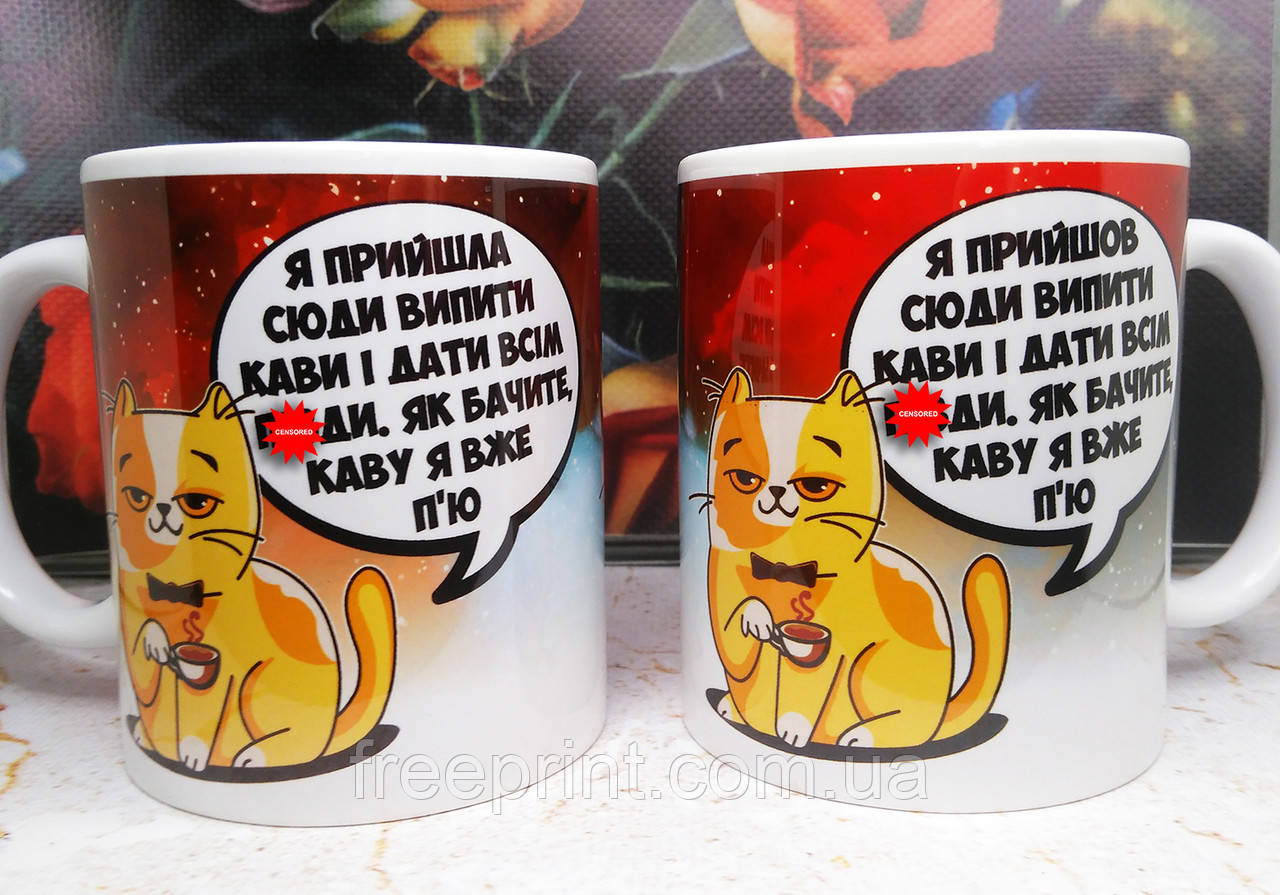 Я ПРИЙШЛА
СЮДИ ВИПИТИ
КАВИ І ДАТИ ВСІМ
CENSORED ДИ. ЯК БАЧИТЕ,
КАВУ Я ВЖЕ
П'Ю
Я ПРИЙШОВ
СЮДИ ВИПИТИ
КАВИ І ДАТИ ВСІМ
CENSORED ДИ. ЯК БАЧИТЕ,
КАВУ Я ВЖЕ
П'Ю
freeprint.com.ua